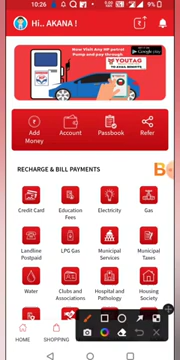 10:26
9%
Hi.. AKANA !
Now Visit Any HP petrol
Pump and pay through
YOUTAG
Google Play
Add Money
Account
Passbook
Refer
RECHARGE & BILL PAYMENTS
Credit Card
Education Fees
Electricity
Gas
Landline Postpaid
LPG Gas
Municipal Services
Municipal Taxes
Water
Clubs and Associations
Hospital and Pathology
Housing Society
HOME
SHOPPING